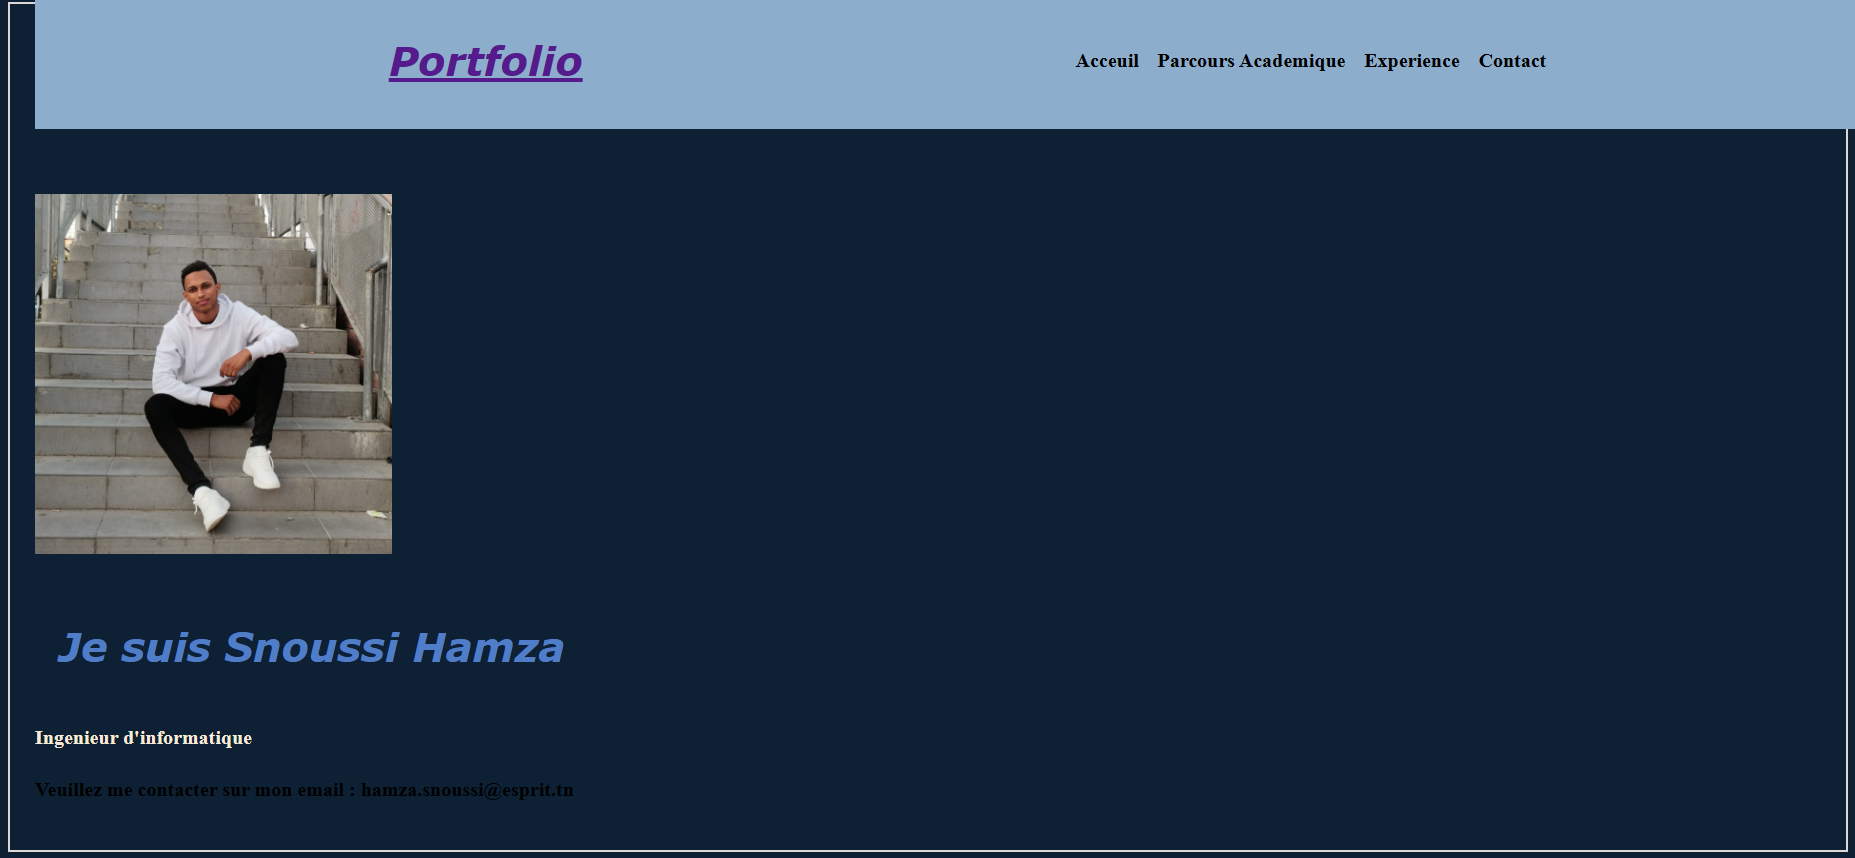 Portfolio
Acceuil Parcours Academique Experience Contact
Je suis Snoussi Hamza
Ingenieur d'informatique
Veuillez me contacter sur mon email : hamza.snoussi@esprit.tn